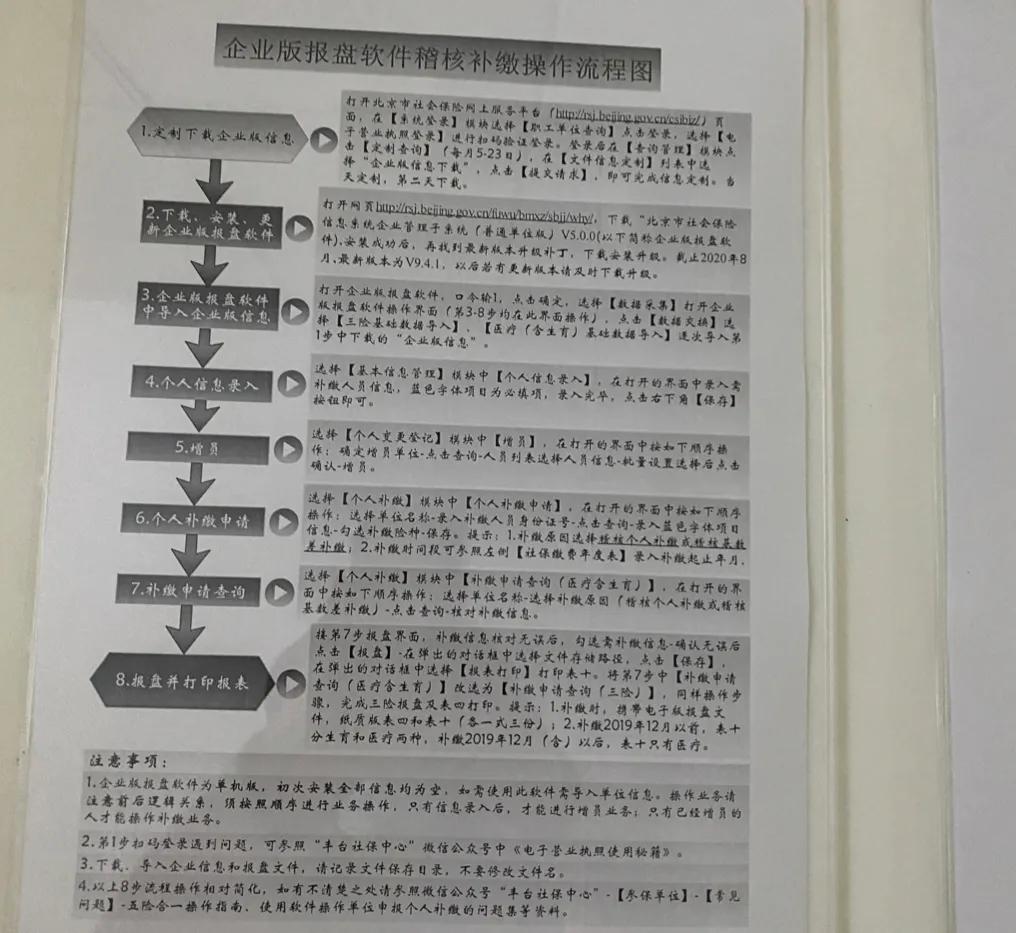 企业版报盘软件稽核补缴操作流程图
1.定制下载企业版信息
打开北京市社会保险网上服务平台(http://rsj.beijing.gov.cn/csibiz/)页
面,在【系统登录】模块选择【职工单位查询】点击登录,选择【电
子营业执照登录】进行扫码验证登录。登录后在【查询管理】模块点
击【定制查询】(每月5-23日),在【文件信息定制】列表中选
择“企业版信息下载”,点击【提交请求】,即可完成信息定制。当
天定制,第二天下载。
2.下载、安装、更
新企业版报盘软件
打开网页http://rsj.beijing.gov.cn/fuwu/bmxz/sbjj/why/,下载“北京市社会保险
信息系统企业管理子系统(普通单位版)V5.0.0(以下简称企业版报盘软
件),安装成功后,再找到最新版本升级补丁,下载安装升级。截止2020年8
月,最新版本为V9.4.1,以后若有更新版本请及时下载升级。
3.企业版报盘软件
中导入企业版信息
打开企业版报盘软件,口令输1,点击确定,选择【数据采集】打开企业
版报盘软件操作界面(第3-8步均在此界面操作),点击【数据交换】选
择【三险基础数据导入】、【医疗(含生育)基础数据导入】逐次导入第
1步中下载的“企业版信息”。
4.个人信息录入
选择【基本信息管理】模块中【个人信息录入】,在打开的界面中录入需
补缴人员信息,蓝色字体项目为必填项,录入完毕,点击右下角【保存】
按钮即可。
5.增员
选择【个人变更登记】模块中【增员】,在打开的界面中按如下顺序操
作:确定增员单位-点击查询-人员列表选择人员信息-批量设置选择后点击
确认-增员。
6.个人补缴申请
选择【个人补缴】模块中【个人补缴申请】,在打开的界面中按如下顺序
操作:选择单位名称-录入补缴人员身份证号-点击查询-录入蓝色字体项目
信息-勾选补缴险种-保存。提示:1.补缴原因选择稽核个人补缴或稽核基数
差补缴;2.补缴时间段可参照左侧【社保缴费年度表】录入补缴起止年月.
7.补缴申请查询
选择【个人补缴】模块中【补缴申请查询(医疗含生育)】,在打开的界
面中按如下顺序操作:选择单位名称-选择补缴原因(稽核个人补缴或稽核
基数差补缴)-点击查询-核对补缴信息。
8.报盘并打印报表
接第7步报盘界面,补缴信息核对无误后,勾选需补缴信息-确认无误后
点击【报盘】-在弹出的对话框中选择文件存储路径,点击【保存】,
在弹出的对话框中选择【报表打印】打印表十。将第7步中【补缴申请
查询(医疗含生育)】改选为【补缴申请查询(三险)】,同样操作步
骤,完成三险报盘及表四打印。提示:1.补缴时,携带电子版报盘文
件,纸质版表四和表十(各一式三份);2.补缴2019年12月以前,表十
分生育和医疗两种,补缴2019年12月(含)以后,表十只有医疗。
注意事项:
1.企业版报盘软件为单机版,初次安装全部信息均为空,如需使用此软件需导入单位信息。操作业务请
注意前后逻辑关系,须按照顺序进行业务操作,只有信息录入后,才能进行增员业务;只有已经增员的
人才能操作补缴业务。
2.第1步扫码登录遇到问题,可参照“丰台社保中心”微信公众号中《电子营业执照使用秘籍》。
3.下载、导入企业信息和报盘文件,请记录文件保存目录,不要修改文件名。
4.以上8步流程操作相对简化,如有不清楚之处请参照微信公众号“丰台社保中心”-【参保单位】-【常见
问题】-五险合一操作指南、使用软件操作单位申报个人补缴的问题集等资料。